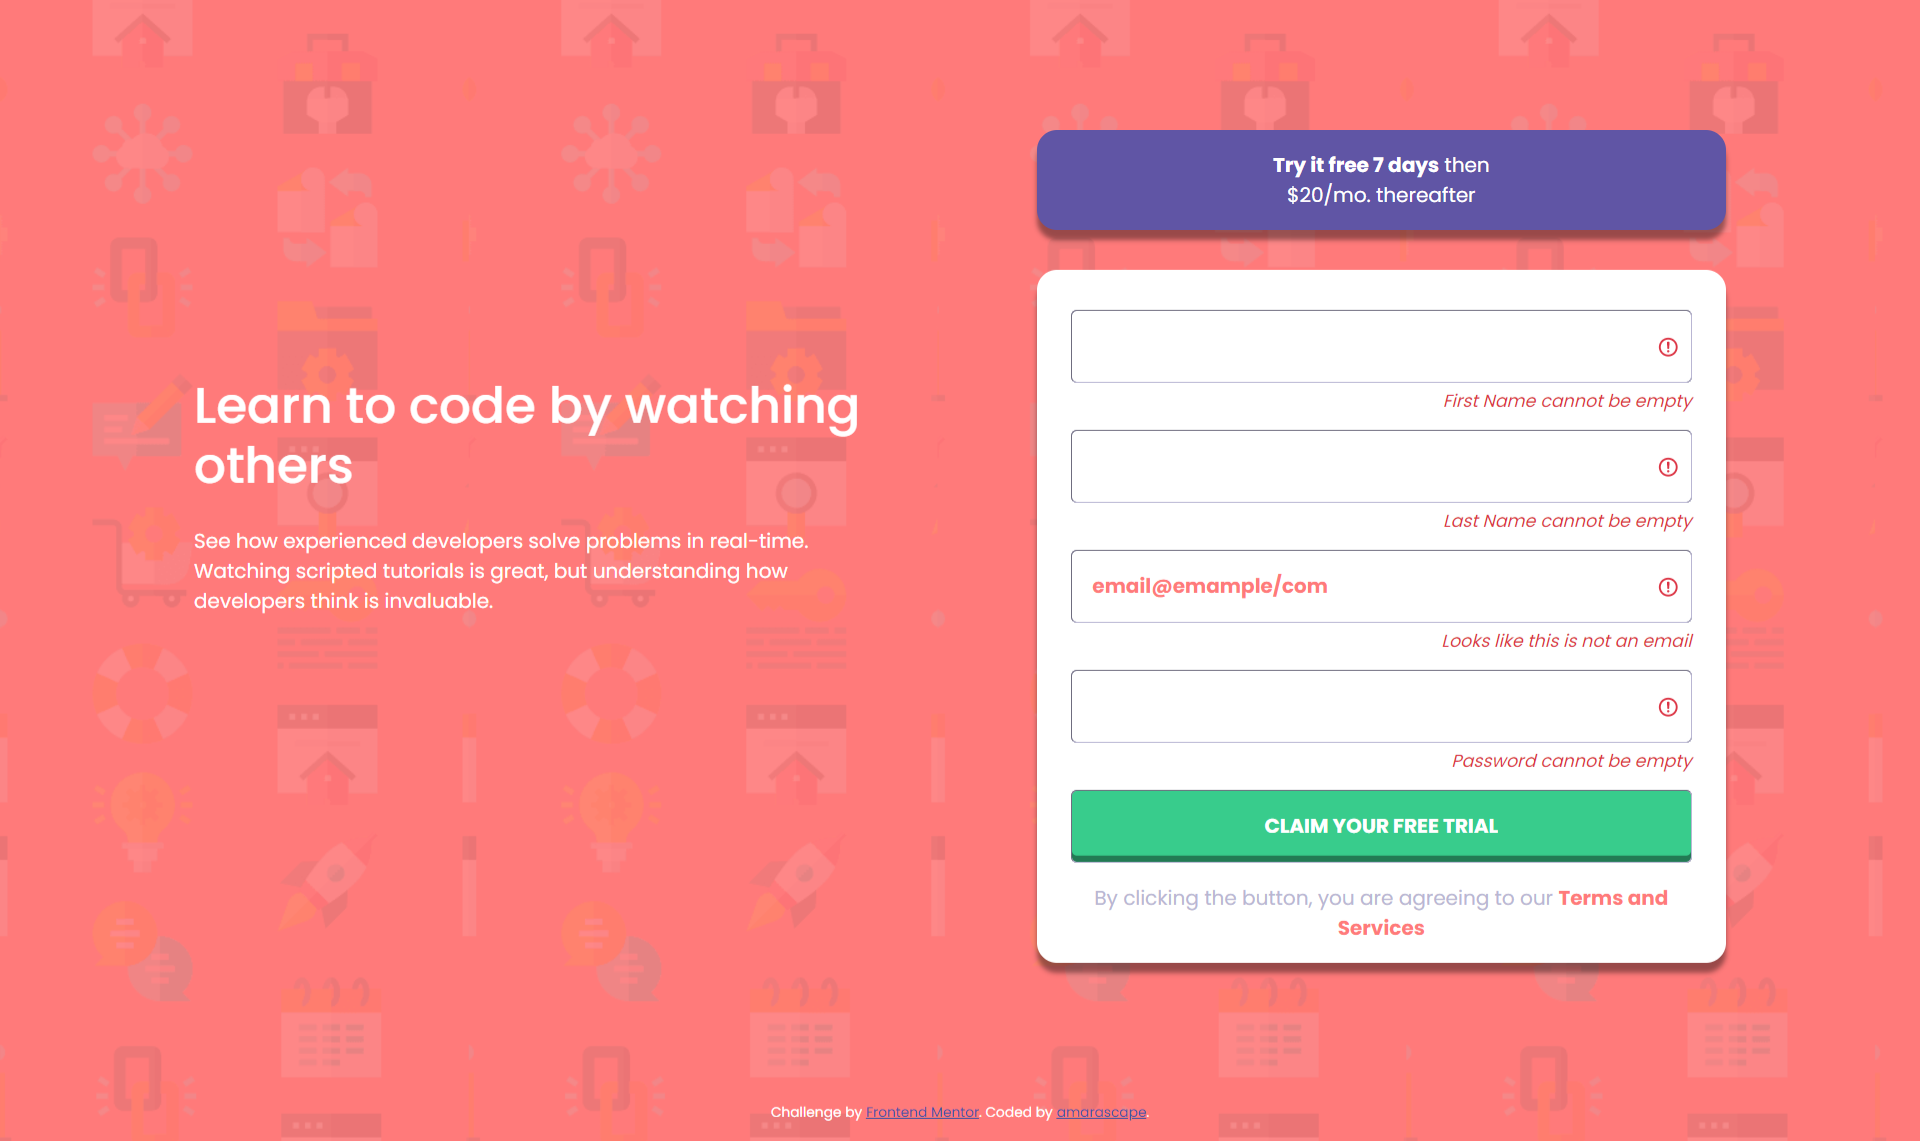 Learn to code by watching
others
See how experienced developers solve problems in real-time.
Watching scripted tutorials is great, but understanding how
developers think is invaluable.
Try it free 7 days then
$20/mo. thereafter
First Name cannot be empty
Last Name cannot be empty
email@emample/com
Looks like this is not an email
Password cannot be empty
CLAIM YOUR FREE TRIAL
By clicking the button, you are agreeing to our Terms and
Services
Challenge by Frontend Mentor. Coded by amarascape.